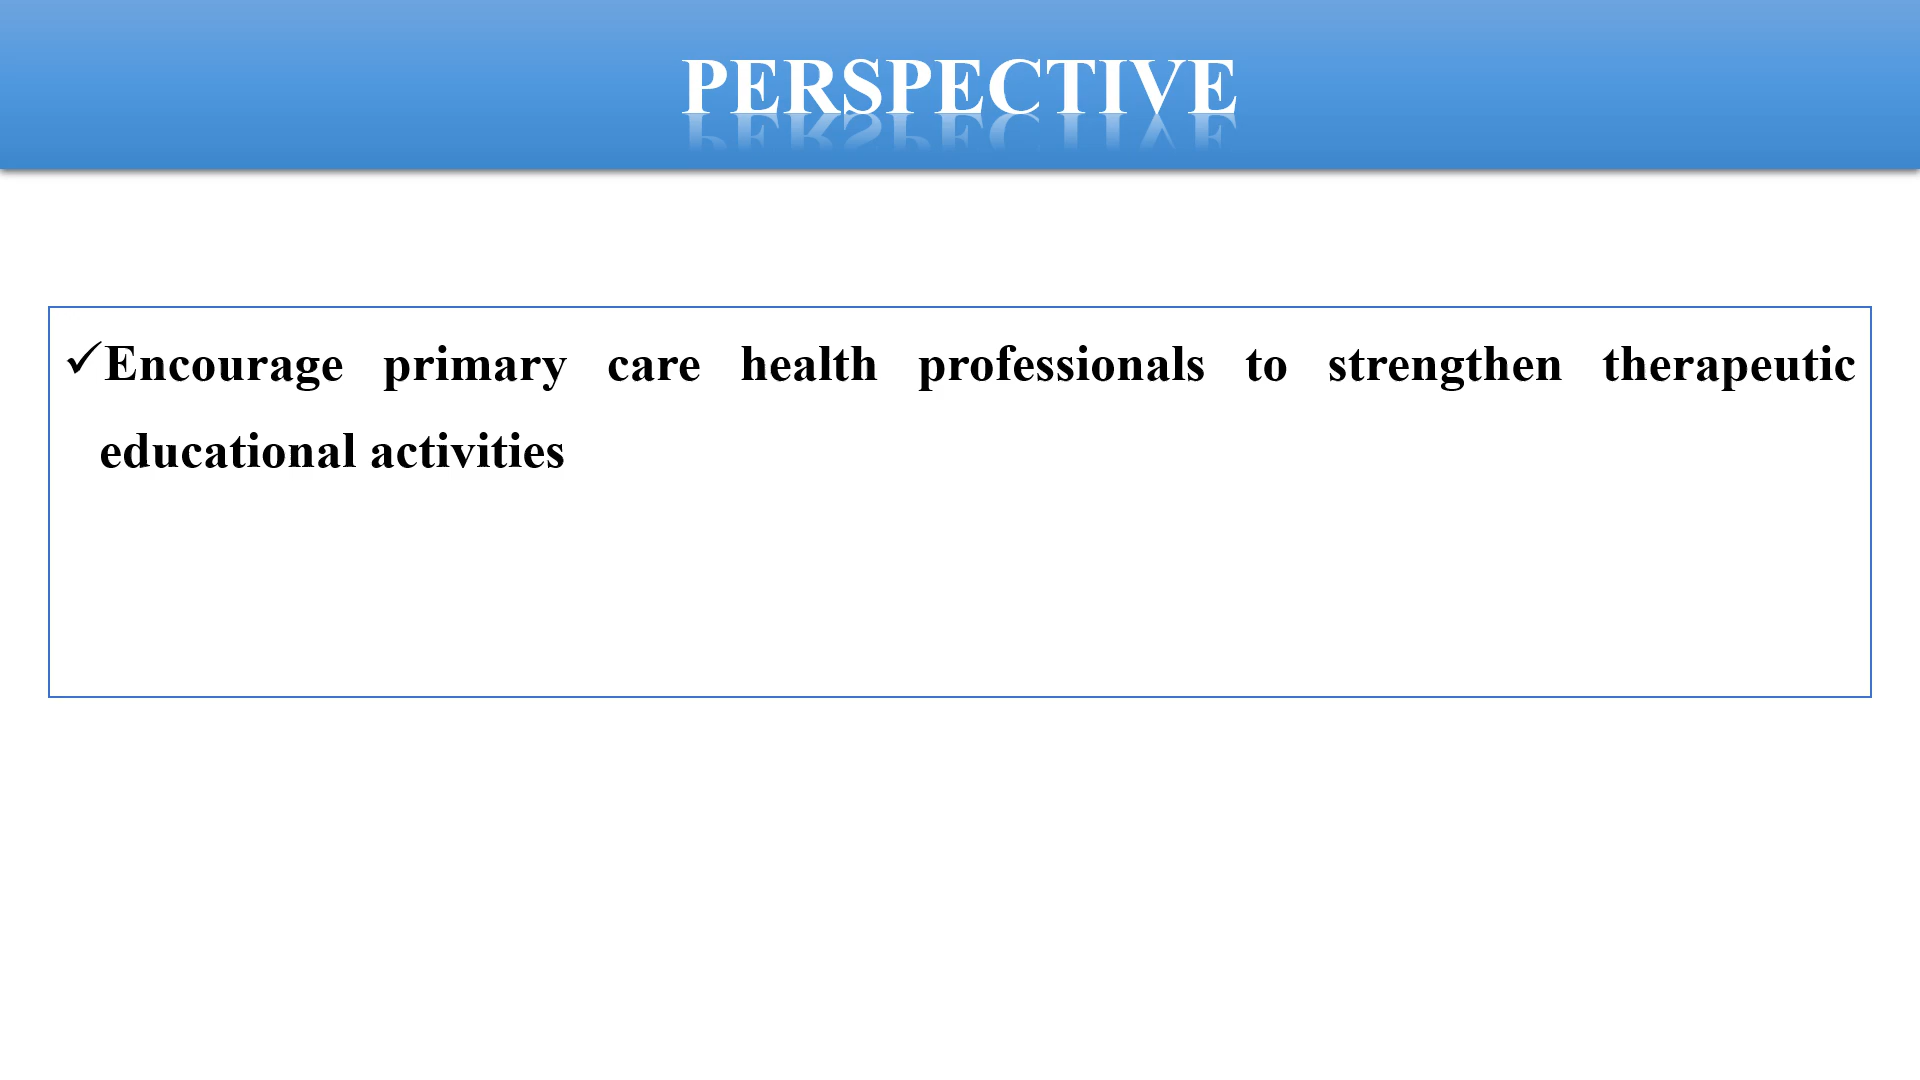 PERSPECTIVE
✓Encourage primary care health professionals to strengthen therapeutic
educational activities